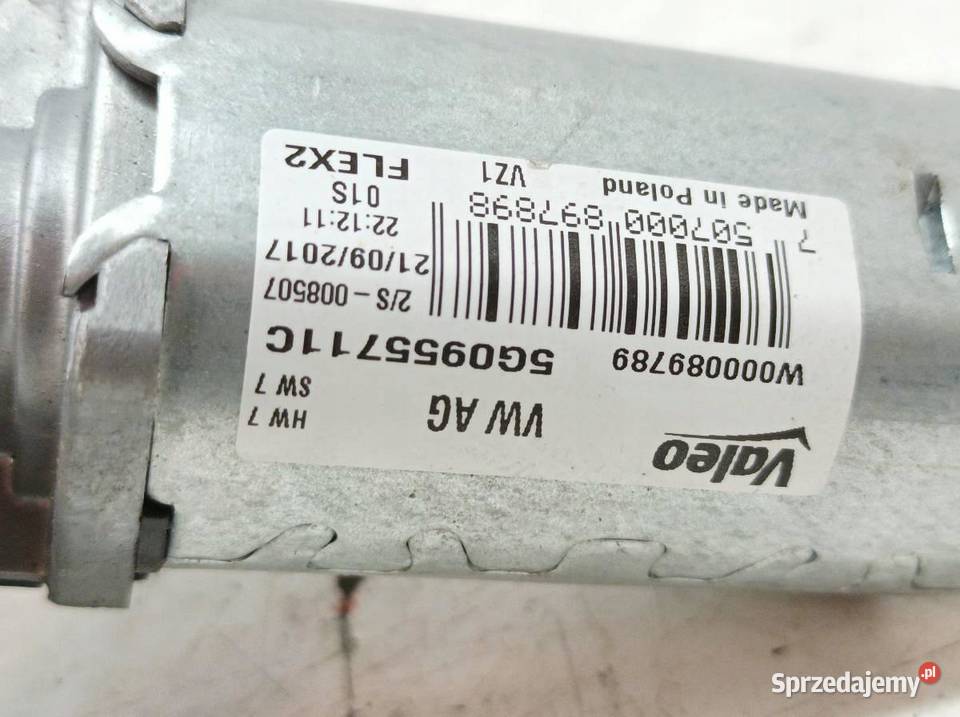 Valeo
VW AG
HW 7
SW 7
W000089789
5G0955711C
2/S - 008507
21/09/2017
22:12:11
01S
7 507000 897898
Made in Poland
VZ1
FLEX2
Sprzedajemy.pl